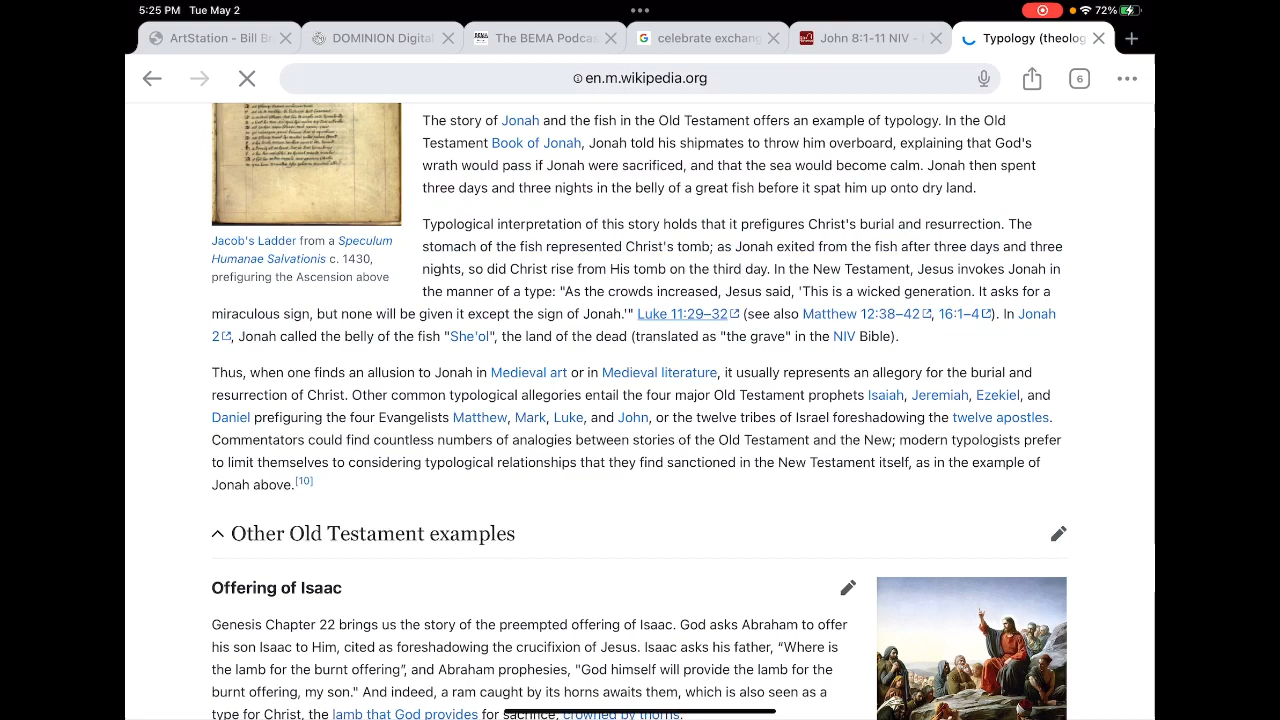 5:25 PM Tue May 2
72%
ArtStation - Bill Br
DOMINION Digital
The BEMA Podcas
celebrate exchang
John 8:1-11 NIV -
Typology (theolog
en.m.wikipedia.org
6
The story of Jonah and the fish in the Old Testament offers an example of typology. In the Old
Testament Book Jonah, Jonah told his shipmates to throw him overboard, explaining that God's
wrath would pass if Jonah were sacrificed, and that the sea would become calm. Jonah then spent
three days and three nights in the belly of a great fish before it spat him up onto dry land.
Typological interpretation of this story holds that it prefigures Christ's burial and resurrection. The
stomach of the fish represented Christ's tomb; as Jonah exited from the fish after three days and three
nights, so did Christ rise from His tomb on the third day. In the New Testament, Jesus invokes Jonah in
the manner of a type: "As the crowds increased, Jesus said, 'This is a wicked generation. It asks for a
miraculous sign, but none will be given it except the sign of Jonah.'" Luke 11:29–32 (see also Matthew 12:38–42, 16:1–4). In Jonah
2, Jonah called the belly of the fish "She'ol", the land of the dead (translated as "the grave" in the NIV Bible).
Jacob's Ladder from a Speculum
Humanae Salvationis c. 1430,
prefiguring the Ascension above
Thus, when one finds an allusion to Jonah in Medieval art or in Medieval literature, it usually represents an allegory for the burial and
resurrection of Christ. Other common typological allegories entail the four major Old Testament prophets Isaiah, Jeremiah, Ezekiel, and
Daniel prefiguring the four Evangelists Matthew, Mark, Luke, and John, or the twelve tribes of Israel foreshadowing the twelve apostles.
Commentators could find countless numbers of analogies between stories of the Old Testament and the New; modern typologists prefer
to limit themselves to considering typological relationships that they find sanctioned in the New Testament itself, as in the example of
Jonah above.[10]
Other Old Testament examples
Offering of Isaac
Genesis Chapter 22 brings us the story of the preempted offering of Isaac. God asks Abraham to offer
his son Isaac to Him, cited as foreshadowing the crucifixion of Jesus. Isaac asks his father, “Where is
the lamb for the burnt offering”, and Abraham prophesies, "God himself will provide the lamb for the
burnt offering, my son." And indeed, a ram caught by its horns awaits them, which is also seen as a
type for Christ, the lamb that God provides for sacrifice, crowned by thorns.